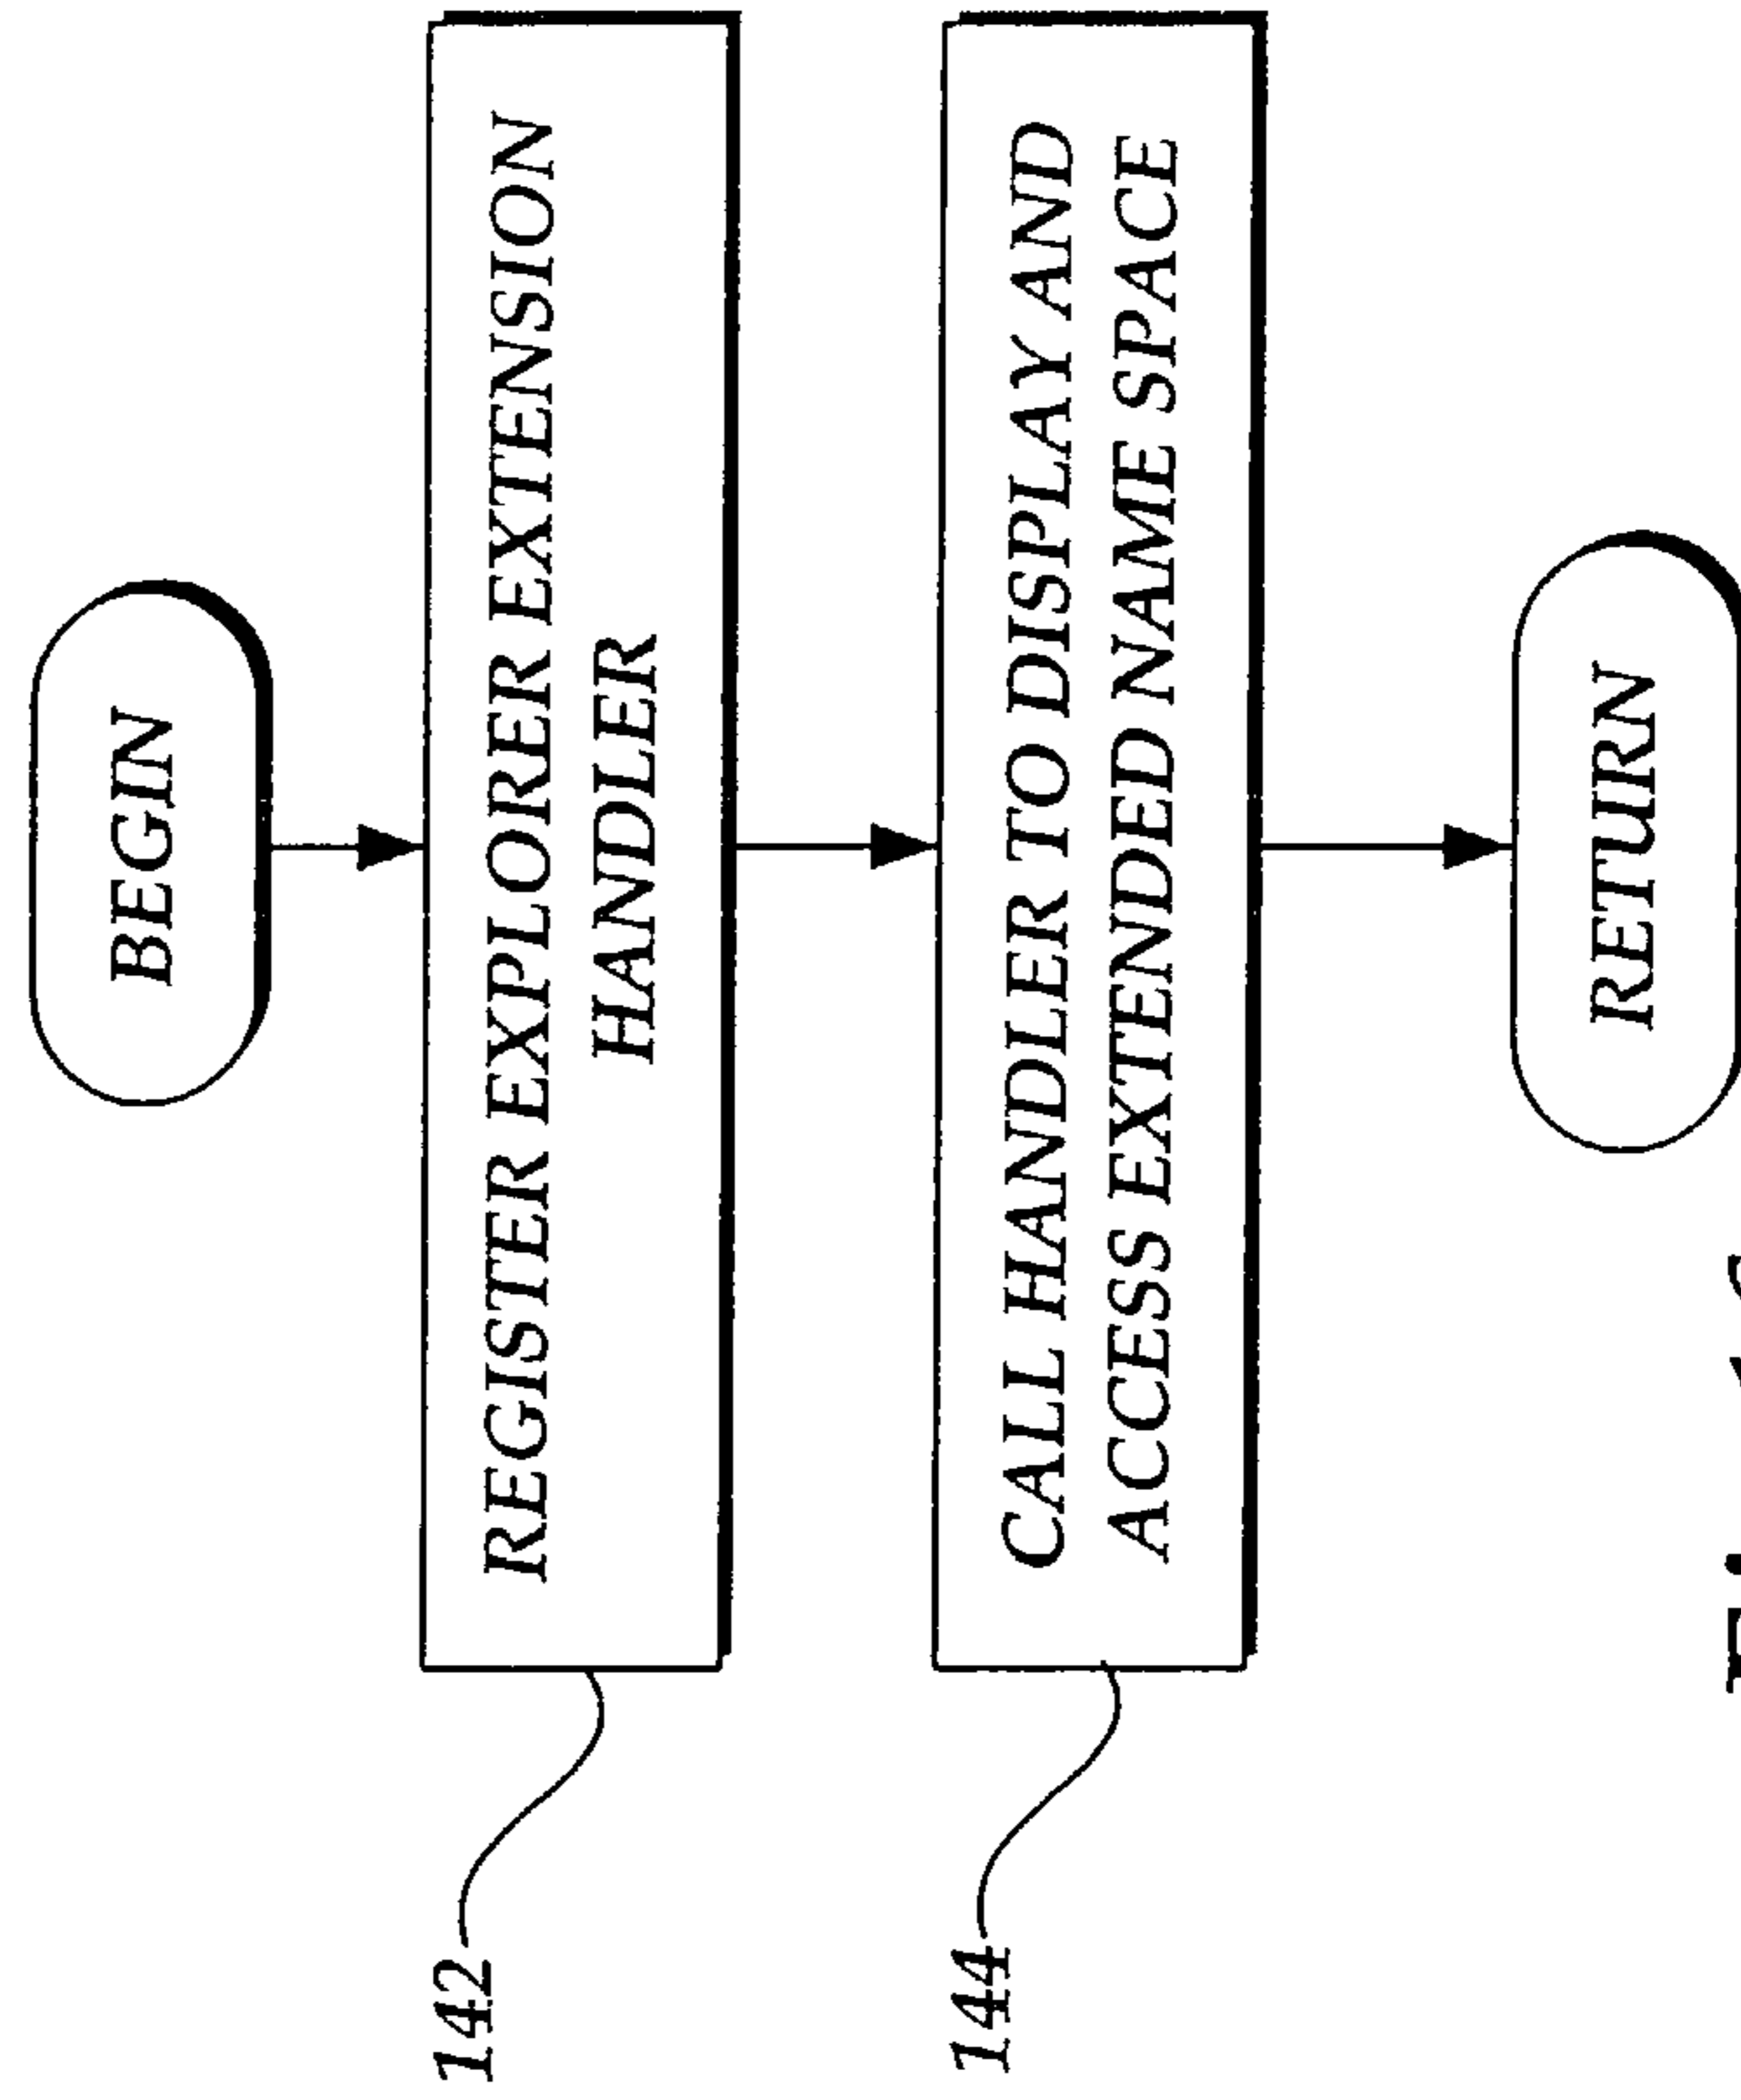 BEGIN
142
REGISTER EXPLORER EXTENSION
HANDLER
144
CALL HANDLER TO DISPLAY AND
ACCESS EXTENDED NAME SPACE
RETURN